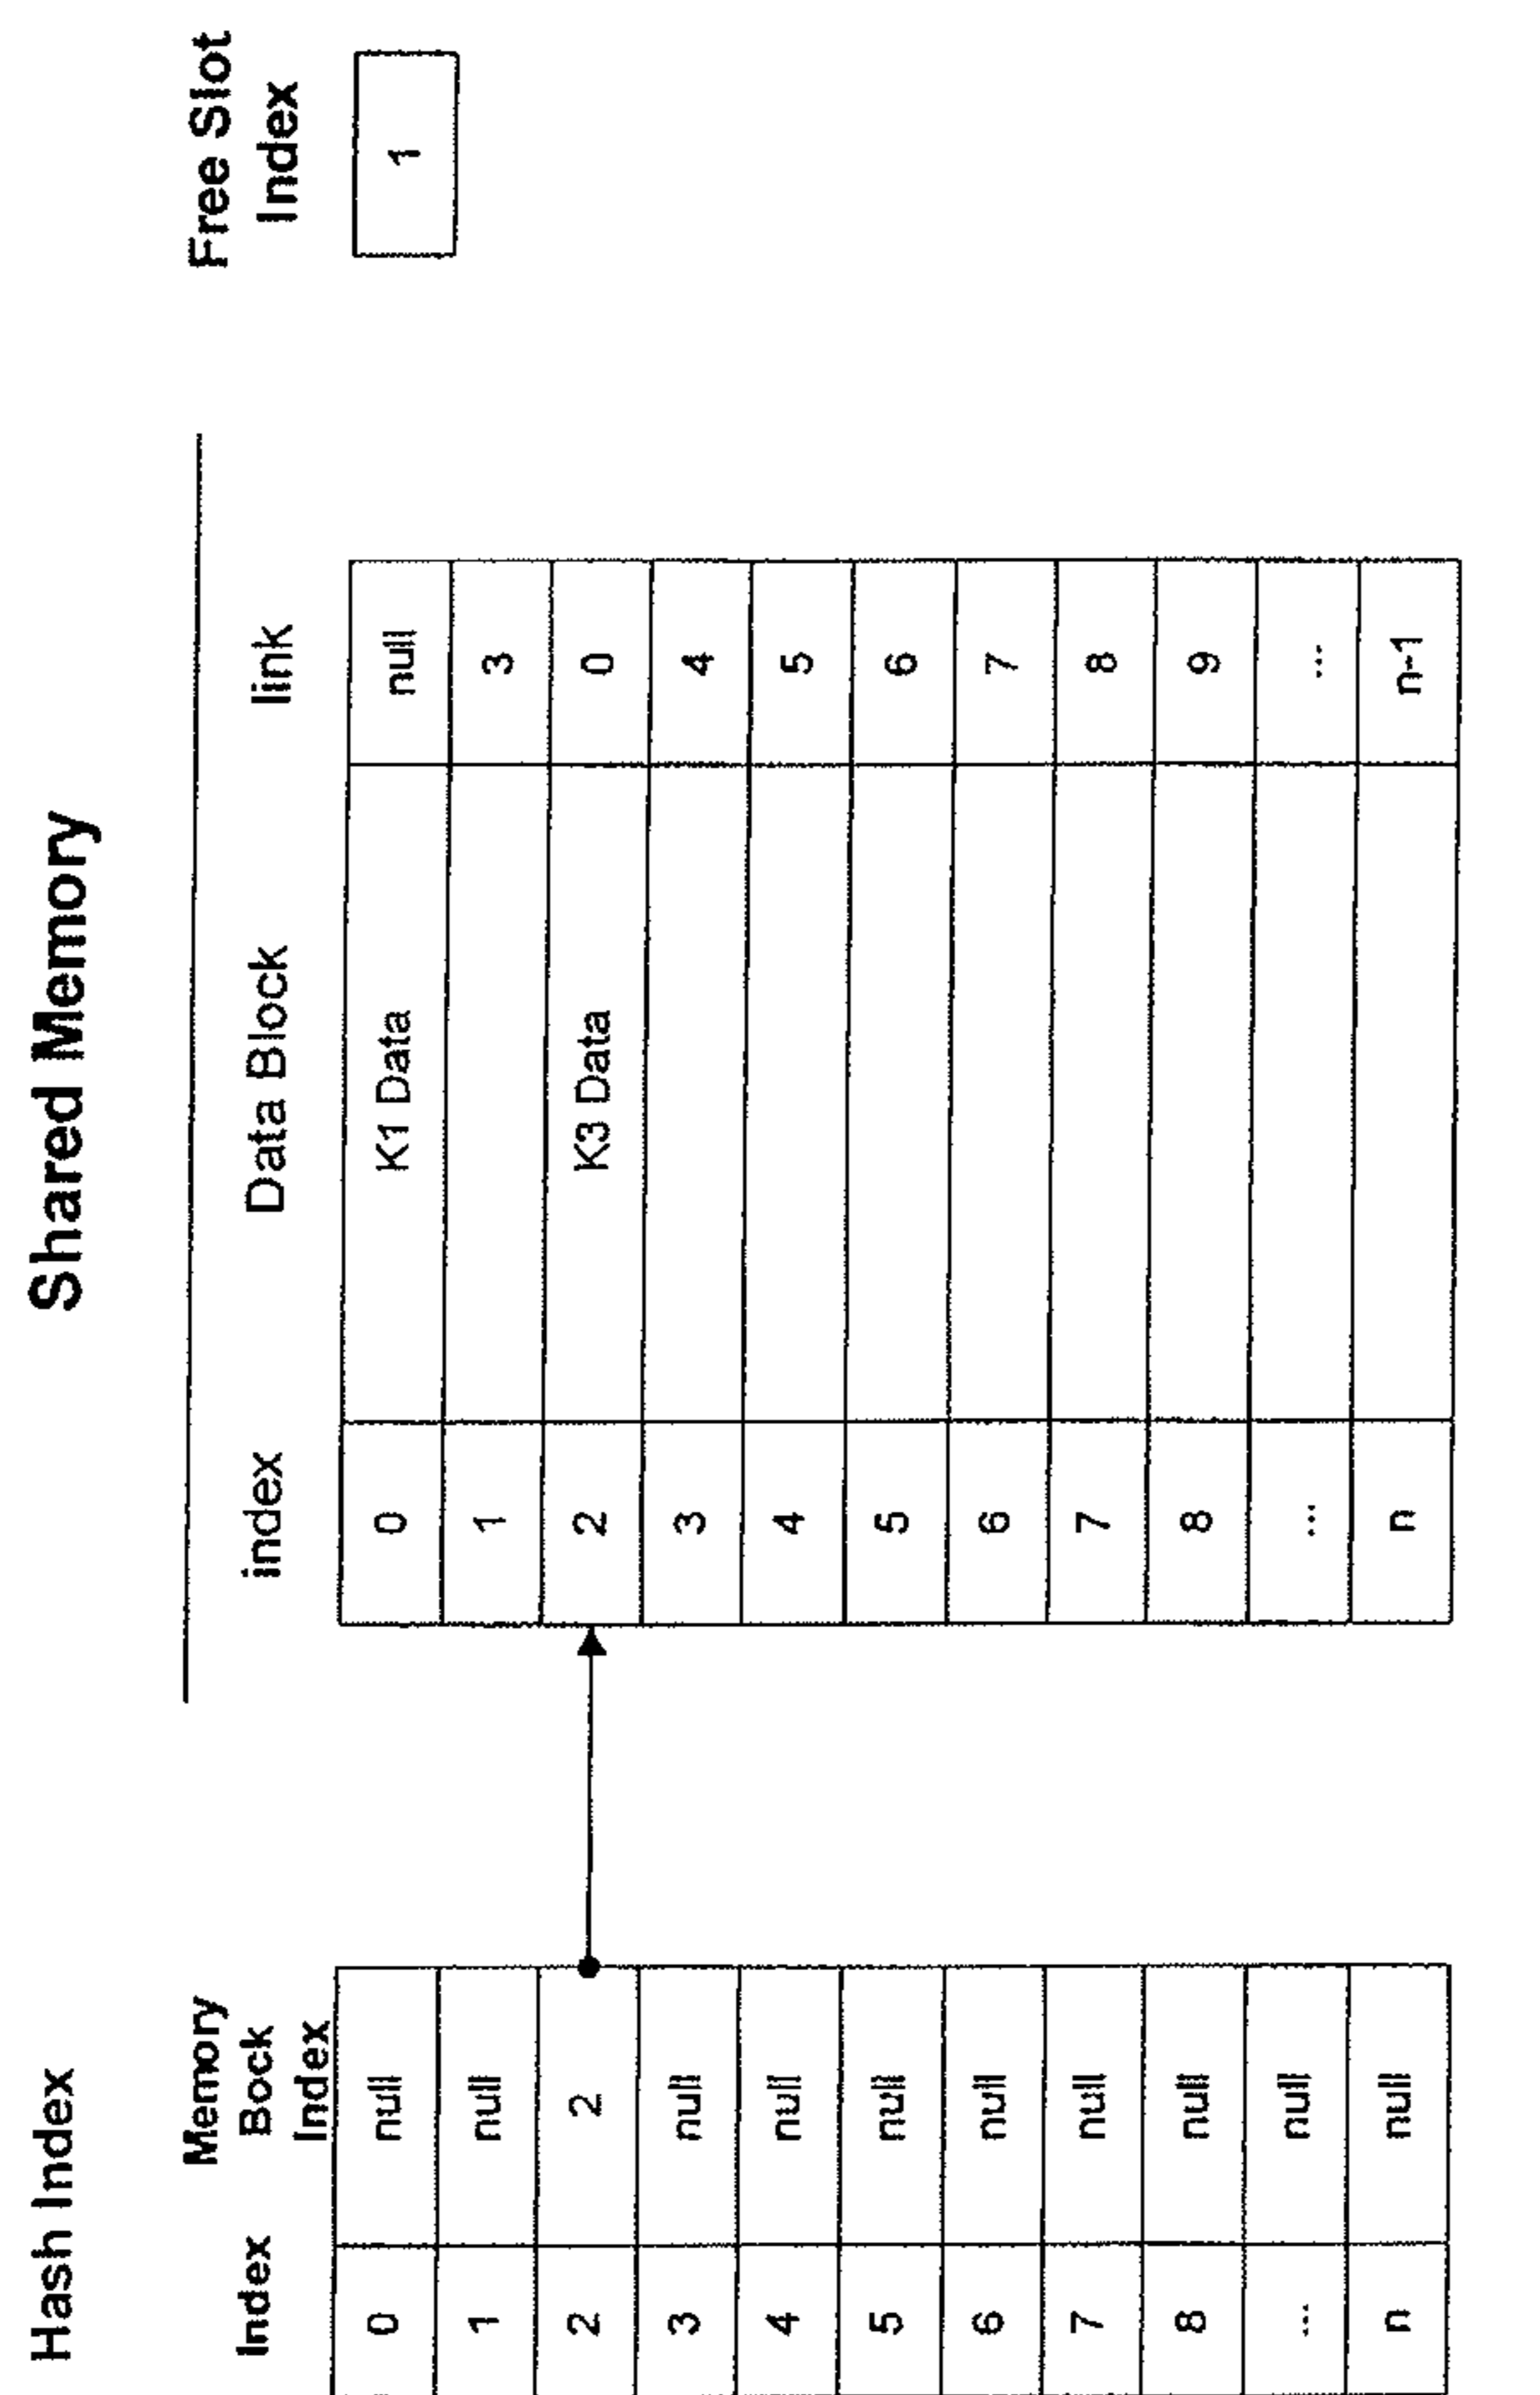 Hash Index
Shared Memory
Index
Memory
Bock
Index
index
Data Block
link
Free Slot
Index
0 null
1 null
2 2
3 null
4 null
5 null
6 null
7 null
8 null
... null
n null
0 K1 Data null
1 3
2 K3 Data 0
3 4
4 5
5 6
6 7
7 8
8 9
... ...
n n-1
1